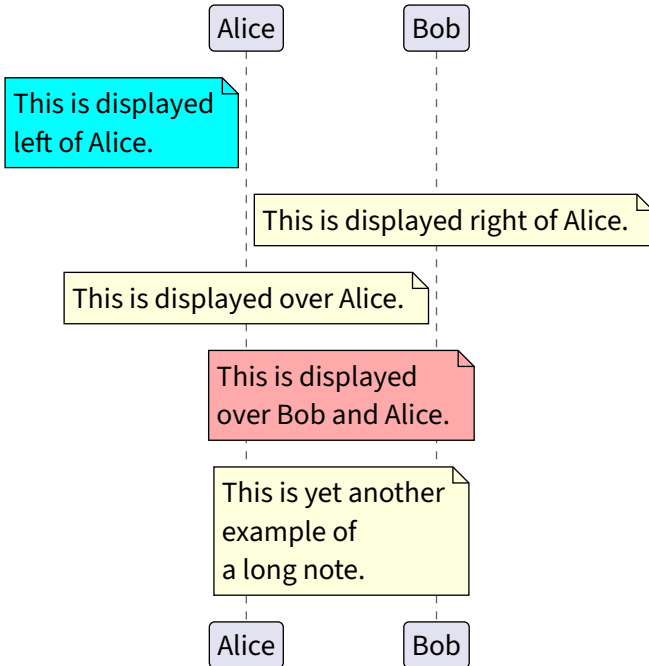 Alice
Bob
This is displayed
left of Alice.
This is displayed right of Alice.
This is displayed over Alice.
This is displayed
over Bob and Alice.
This is yet another
example of
a long note.
Alice
Bob